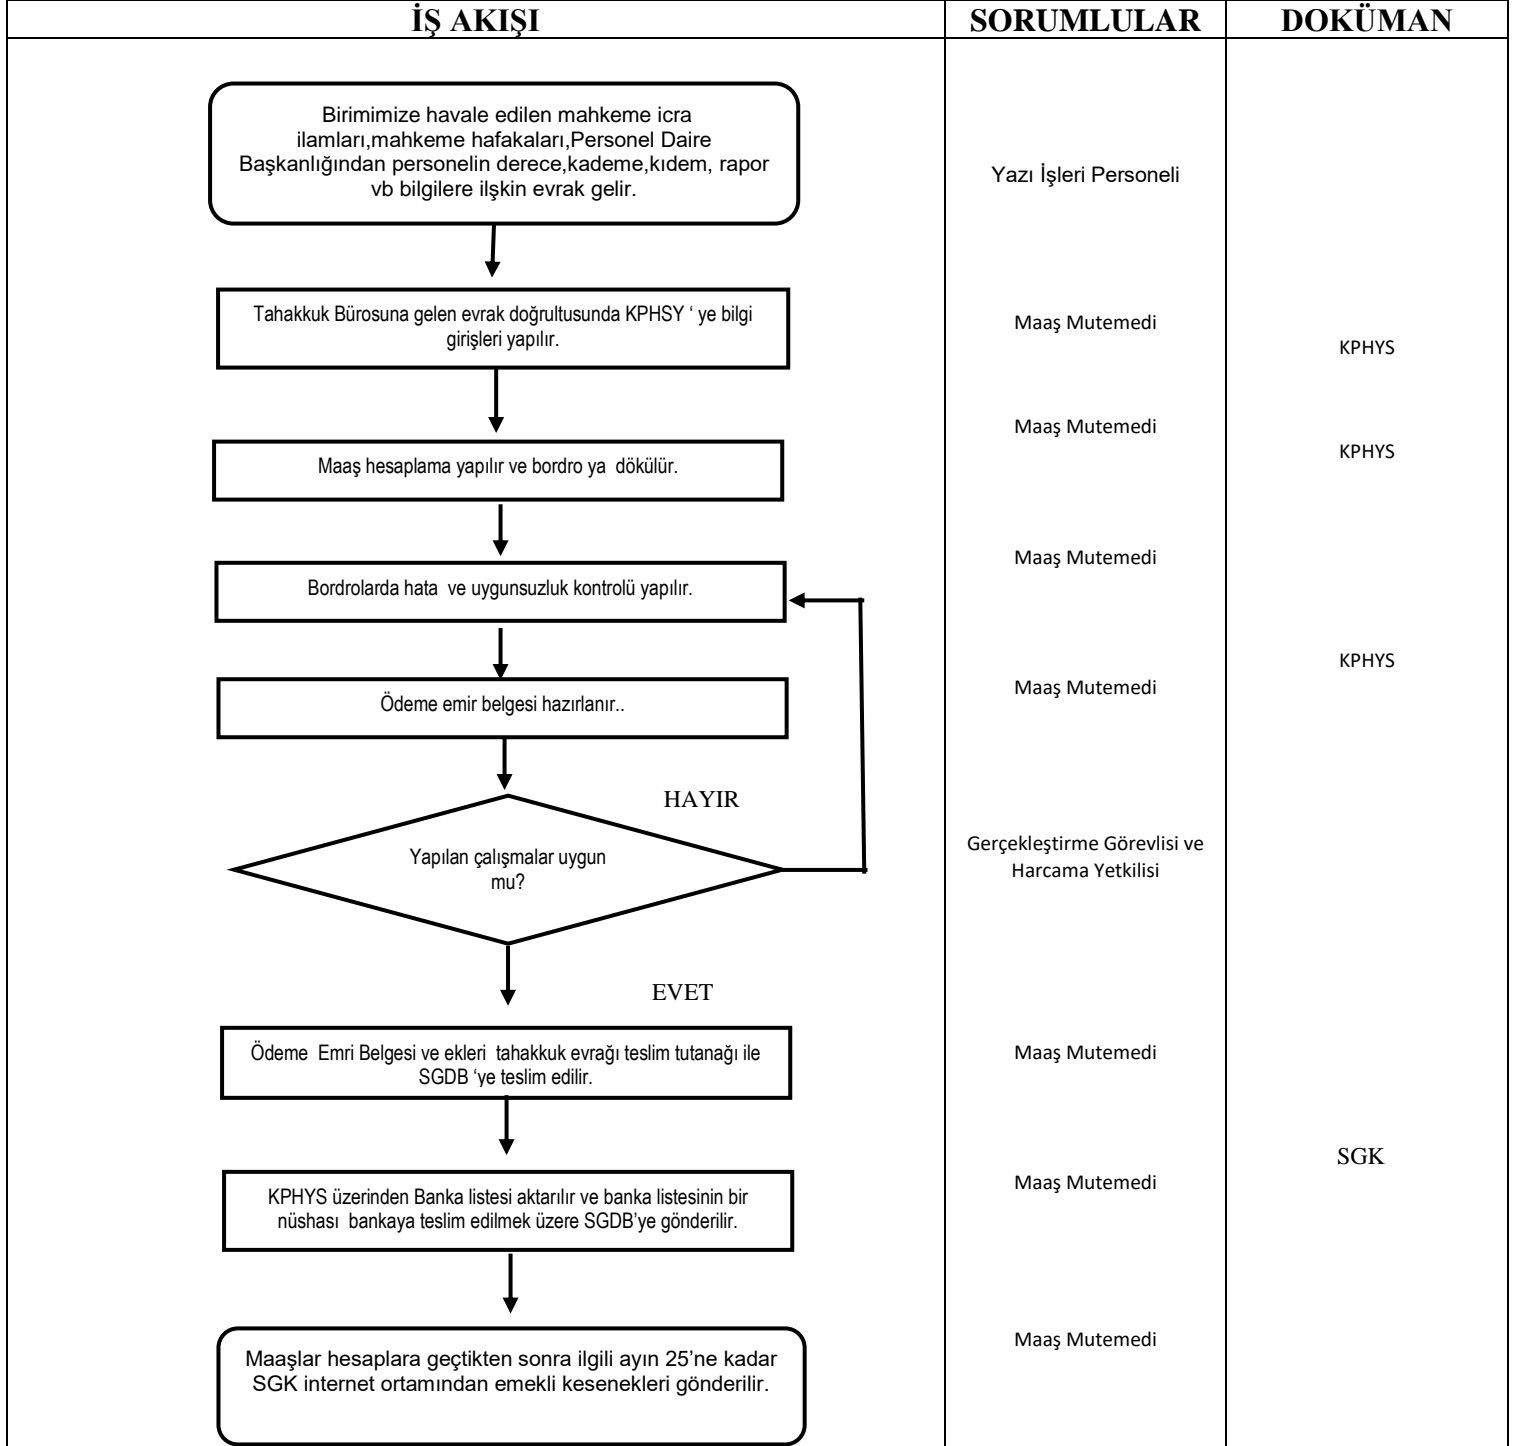 İŞ AKIŞI
SORUMLULAR
DOKÜMAN
Birimimize havale edilen mahkeme icra
ilamları,mahkeme hafakaları,Personel Daire
Başkanlığından personelin derece,kademe,kıdem, rapor
vb bilgilere ilşkin evrak gelir.
Yazı İşleri Personeli
Tahakkuk Bürosuna gelen evrak doğrultusunda KPHSY ‘ ye bilgi
girişleri yapılır.
Maaş Mutemedi
KPHYS
Maaş hesaplama yapılır ve bordro ya dökülür.
Maaş Mutemedi
KPHYS
Bordrolarda hata ve uygunsuzluk kontrolü yapılır.
Maaş Mutemedi
Ödeme emir belgesi hazırlanır..
Maaş Mutemedi
KPHYS
HAYIR
Yapılan çalışmalar uygun
mu?
Gerçekleştirme Görevlisi ve
Harcama Yetkilisi
EVET
Ödeme Emri Belgesi ve ekleri tahakkuk evrağı teslim tutanağı ile
SGDB ‘ye teslim edilir.
Maaş Mutemedi
KPHYS üzerinden Banka listesi aktarılır ve banka listesinin bir
nüshası bankaya teslim edilmek üzere SGDB’ye gönderilir.
Maaş Mutemedi
SGK
Maaşlar hesaplara geçtikten sonra ilgili ayın 25’ne kadar
SGK internet ortamından emekli kesenekleri gönderilir.
Maaş Mutemedi